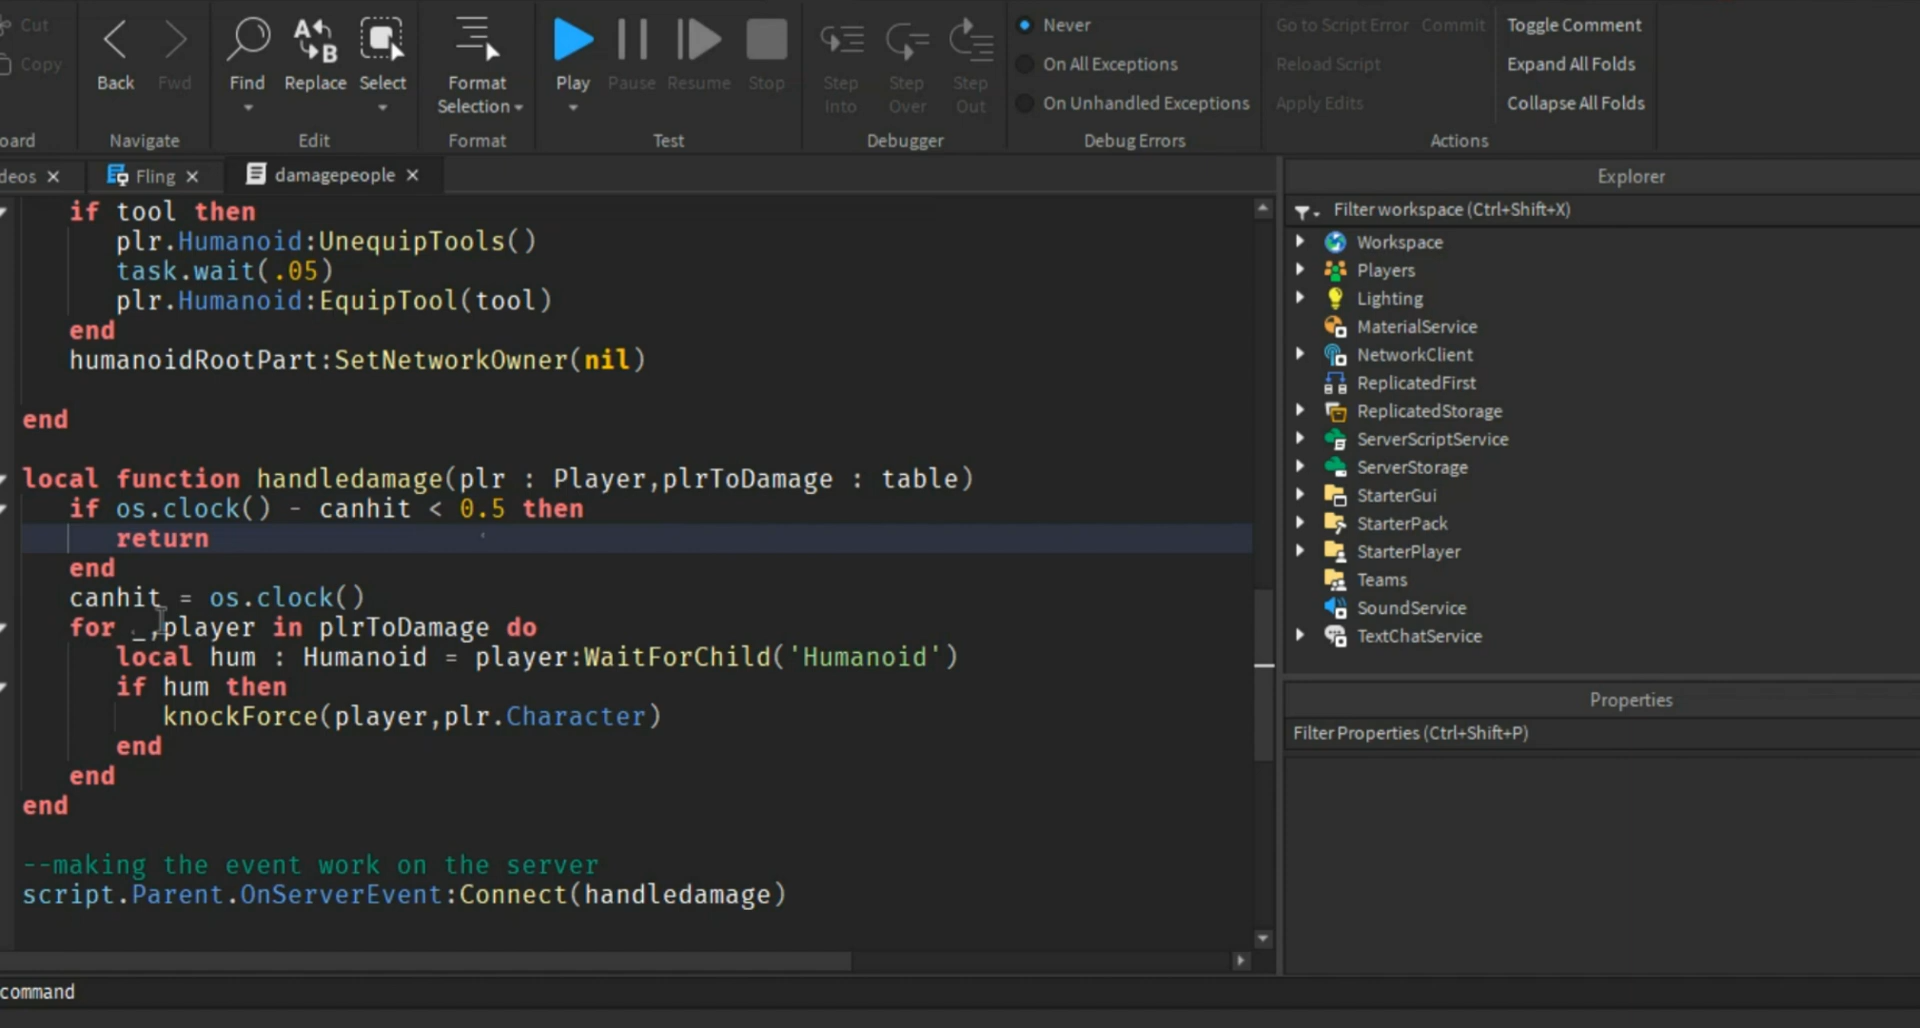 Cut
Copy
oard
Back
Fwd
Navigate
Find
Replace
Select
Edit
Format
Selection
Format
Play
Pause
Resume
Stop
Test
Step
Into
Step
Over
Step
Out
Debugger
Never
On All Exceptions
On Unhandled Exceptions
Debug Errors
Go to Script Error
Commit
Reload Script
Apply Edits
Toggle Comment
Expand All Folds
Collapse All Folds
Actions
deos
Fling
damagepeople
if tool then
plr.Humanoid:UnequipTools()
task.wait(.05)
plr.Humanoid:EquipTool(tool)
end
humanoidRootPart:SetNetworkOwner(nil)
end
local function handledamage(plr : Player,plrToDamage : table)
if os.clock() - canhit < 0.5 then
return
end
canhit = os.clock()
for _,player in plrToDamage do
local hum : Humanoid = player:WaitForChild('Humanoid')
if hum then
knockForce(player,plr.Character)
end
end
end
--making the event work on the server
script.Parent.OnServerEvent:Connect(handledamage)
command
Explorer
Filter workspace (Ctrl+Shift+X)
Workspace
Players
Lighting
MaterialService
NetworkClient
ReplicatedFirst
ReplicatedStorage
ServerScriptService
ServerStorage
StarterGui
StarterPack
StarterPlayer
Teams
SoundService
TextChatService
Properties
Filter Properties (Ctrl+Shift+P)